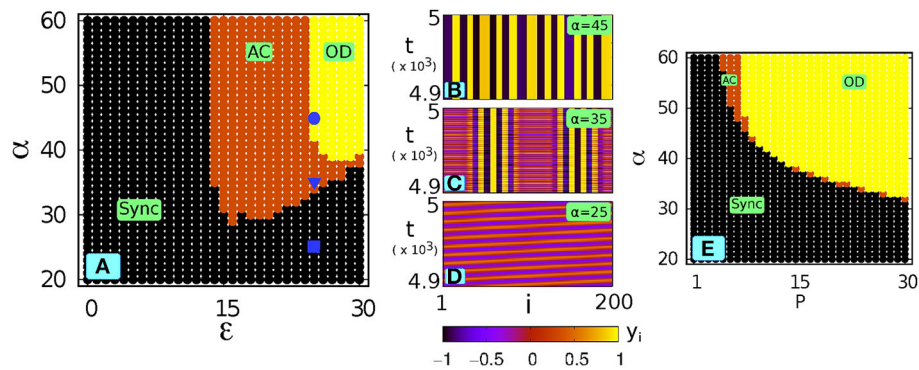 60
50
α 40
30
20
AC
OD
Sync
A
0 15 30
ε
5
t
(×10³)
4.9
α=45
B
5
t
(×10³)
4.9
α=35
C
5
t
(×10³)
4.9
α=25
D
1 i 200
yᵢ
−1 −0.5 0 0.5 1
60
50
α 40
30
20
AC
OD
Sync
E
1 15 30
P